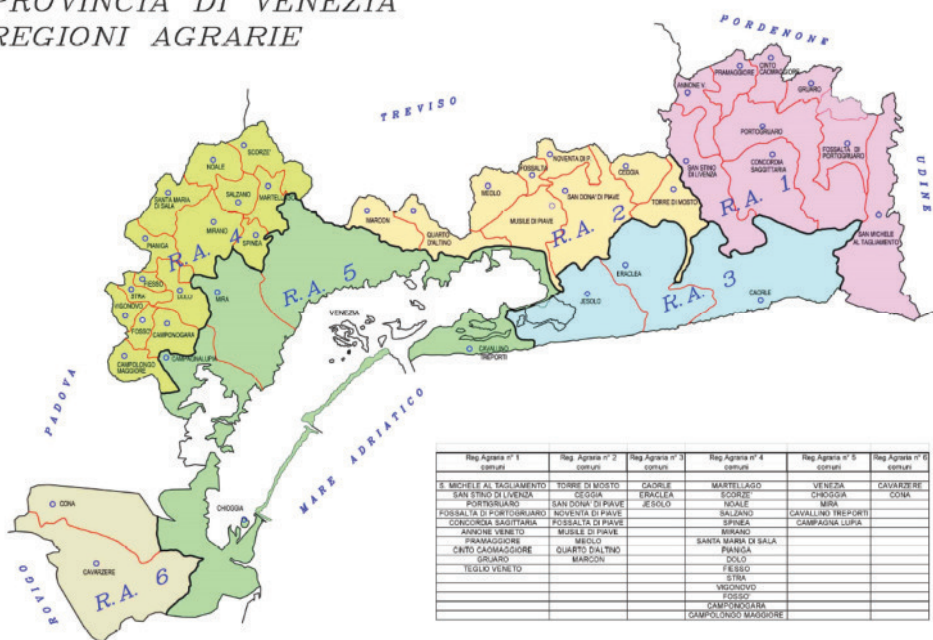 PROVINCIA DI VENEZIA
REGIONI AGRARIE
PORDENONE
TREVISO
UDINE
PADOVA
ROVIGO
MARE ADRIATICO
R. A. 1
R. A. 2
R. A. 3
R. A. 4
R. A. 5
R. A. 6
ANNONE V.
PRAMAGGIORE
CINTO
CAOMAGGIORE
GRUARO
PORTOGRUARO
FOSSALTA DI
PORTOGRUARO
CONCORDIA
SAGITTARIA
SAN STINO
DI LIVENZA
SAN MICHELE
AL TAGLIAMENTO
NOVENTA DI P.
FOSSALTA
CEGGIA
MEOLO
SAN DONA' DI PIAVE
TORRE DI MOSTO
MUSILE DI PIAVE
MARCON
QUARTO
D'ALTINO
ERACLEA
JESOLO
CAORLE
SCORZE'
NOALE
SALZANO
MARTELLAGO
SANTA MARIA
DI SALA
MIRANO
SPINEA
PIANIGA
FIESSO
STRA
DOLO
VIGONOVO
FOSSO'
CAMPONOGARA
CAMPOLONGO
MAGGIORE
MIRA
VENEZIA
CAMPAGNALUPIA
CAVALLINO
TREPORTI
CHIOGGIA
CONA
CAVARZERE
Reg.Agraria n° 1 comuni Reg. Agraria n° 2 comuni Reg.Agraria n° 3 comuni Reg.Agraria n° 4 comuni Reg.Agraria n° 5 comuni Reg.Agraria n° 6 comuni
S. MICHELE AL TAGLIAMENTO TORRE DI MOSTO CAORLE MARTELLAGO VENEZIA CAVARZERE
SAN STINO DI LIVENZA CEGGIA ERACLEA SCORZE' CHIOGGIA CONA
PORTIGRUARO SAN DONA' DI PIAVE JESOLO NOALE MIRA
FOSSALTA DI PORTOGRUARO NOVENTA DI PIAVE SALZANO CAVALLINO TREPORTI
CONCORDIA SAGITTARIA FOSSALTA DI PIAVE SPINEA CAMPAGNA LUPIA
ANNONE VENETO MUSILE DI PIAVE MIRANO
PRAMAGGIORE MEOLO SANTA MARIA DI SALA
CINTO CAOMAGGIORE QUARTO D'ALTINO PIANIGA
GRUARO MARCON DOLO
TEGLIO VENETO FIESSO
STRA
VIGONOVO
FOSSO'
CAMPONOGARA
CAMPOLONGO MAGGIORE